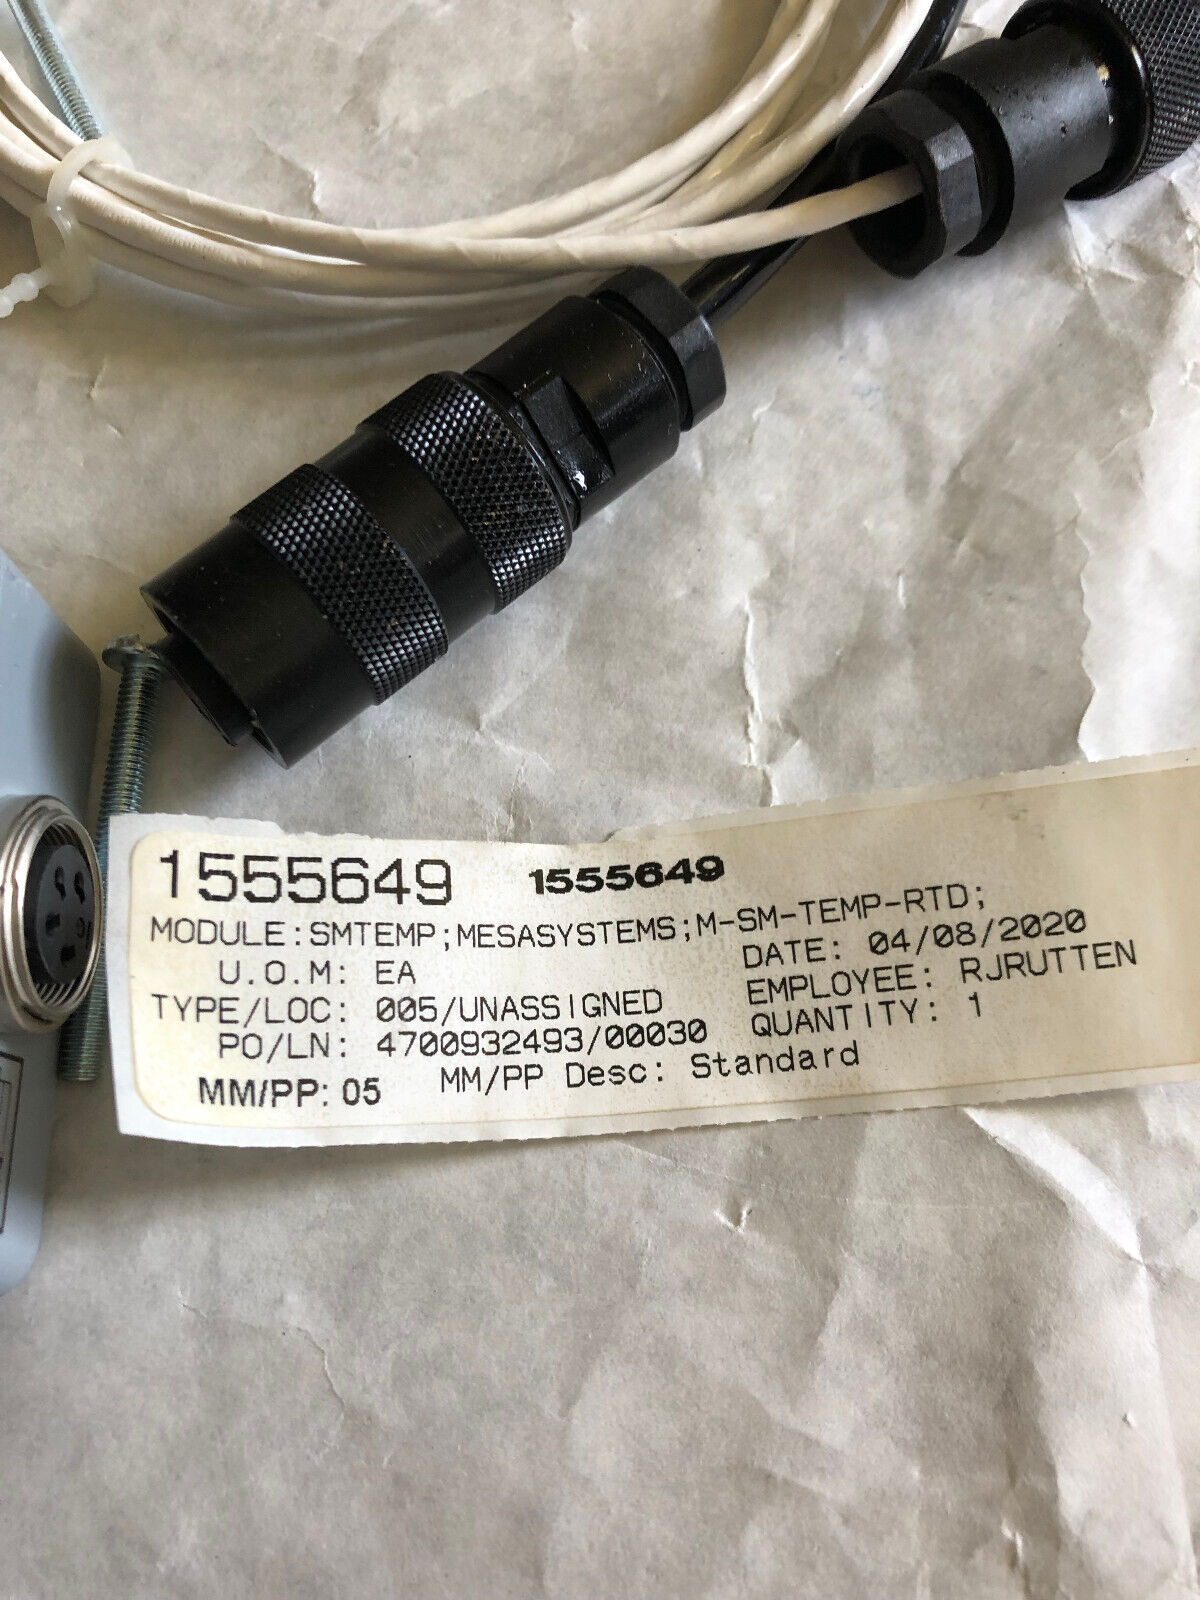 1555649 1555649
MODULE:SMTEMP;MESASYSTEMS;M-SM-TEMP-RTD;
U.O.M: EA DATE: 04/08/2020
TYPE/LOC: 005/UNASSIGNED EMPLOYEE: RJRUTTEN
PO/LN: 4700932493/00030 QUANTITY: 1
MM/PP: 05 MM/PP Desc: Standard